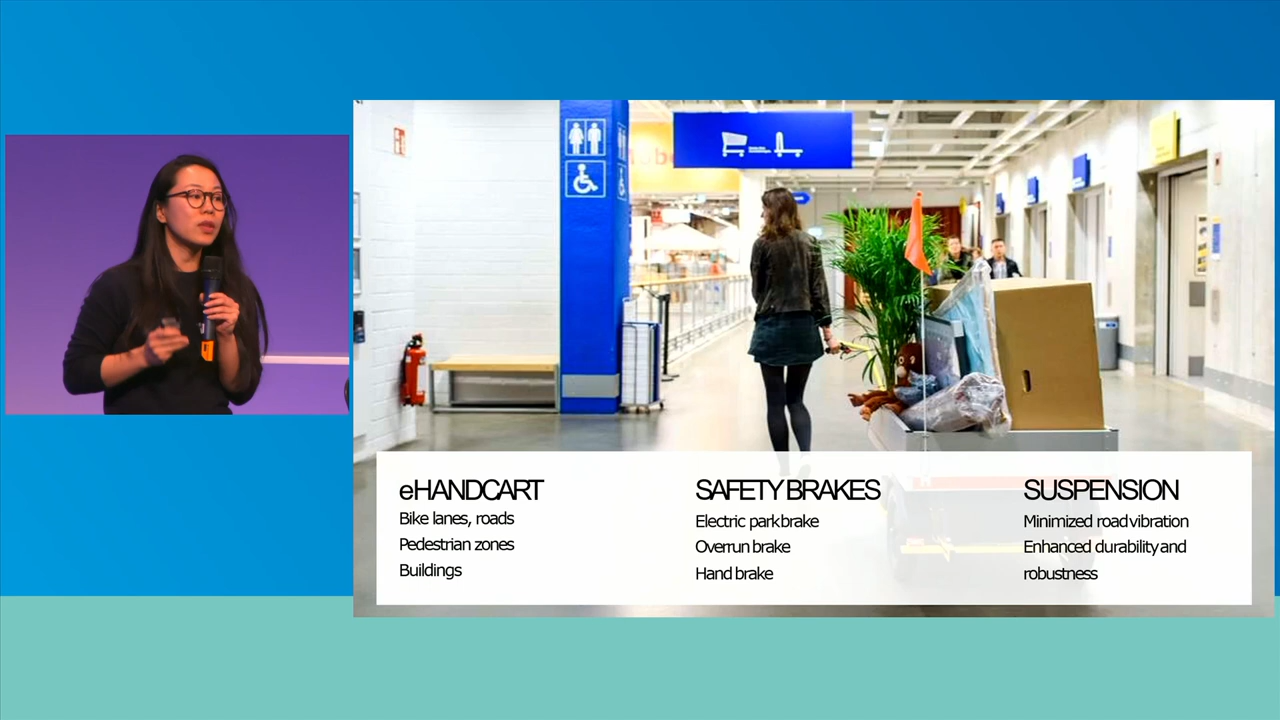 eHANDCART
Bike lanes, roads
Pedestrian zones
Buildings
SAFETY BRAKES
Electric park brake
Overrun brake
Hand brake
SUSPENSION
Minimized road vibration
Enhanced durability and
robustness